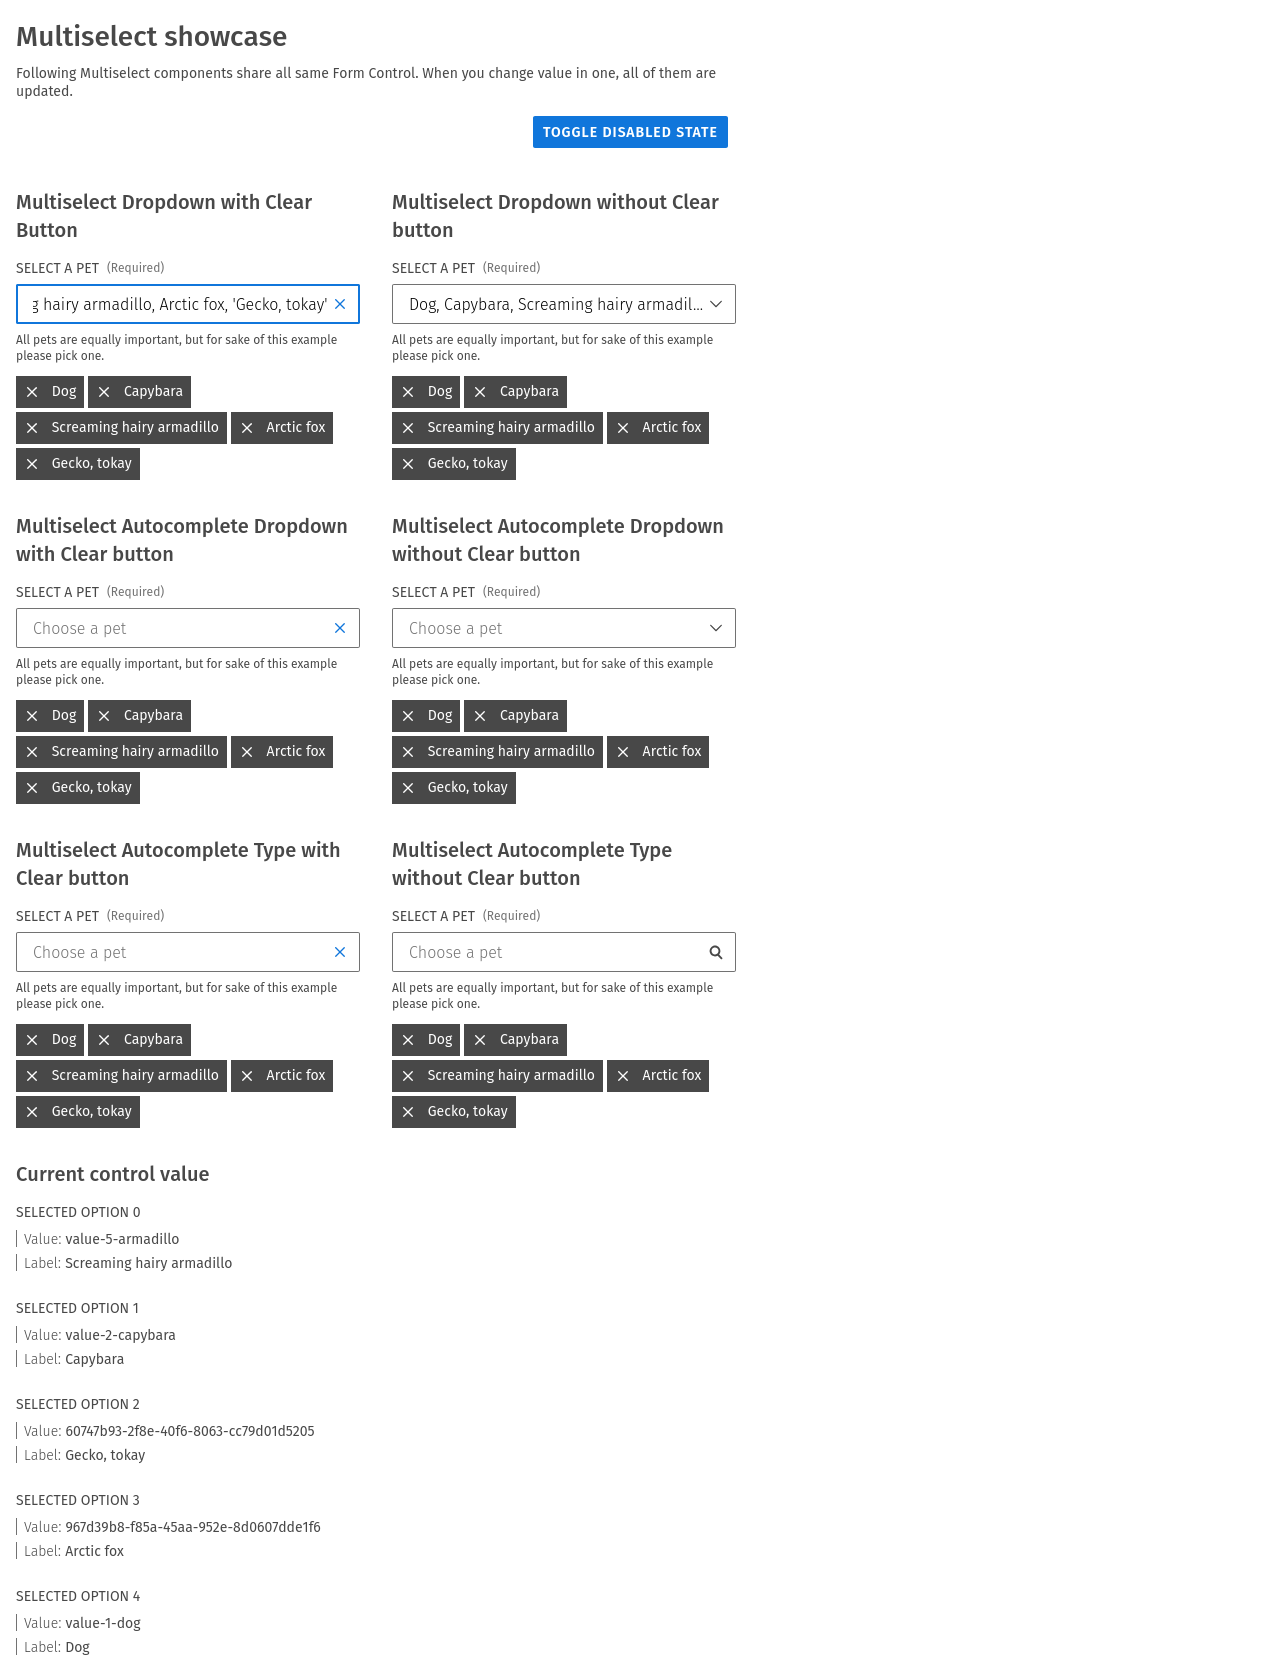 Multiselect showcase
Following Multiselect components share all same Form Control. When you change value in one, all of them are
updated.
TOGGLE DISABLED STATE
Multiselect Dropdown with Clear
Button
SELECT A PET (Required)
g hairy armadillo, Arctic fox, 'Gecko, tokay'
All pets are equally important, but for sake of this example
please pick one.
Dog Capybara
Screaming hairy armadillo Arctic fox
Gecko, tokay
Multiselect Dropdown without Clear
button
SELECT A PET (Required)
Dog, Capybara, Screaming hairy armadil...
All pets are equally important, but for sake of this example
please pick one.
Dog Capybara
Screaming hairy armadillo Arctic fox
Gecko, tokay
Multiselect Autocomplete Dropdown
with Clear button
SELECT A PET (Required)
Choose a pet
All pets are equally important, but for sake of this example
please pick one.
Dog Capybara
Screaming hairy armadillo Arctic fox
Gecko, tokay
Multiselect Autocomplete Dropdown
without Clear button
SELECT A PET (Required)
Choose a pet
All pets are equally important, but for sake of this example
please pick one.
Dog Capybara
Screaming hairy armadillo Arctic fox
Gecko, tokay
Multiselect Autocomplete Type with
Clear button
SELECT A PET (Required)
Choose a pet
All pets are equally important, but for sake of this example
please pick one.
Dog Capybara
Screaming hairy armadillo Arctic fox
Gecko, tokay
Multiselect Autocomplete Type
without Clear button
SELECT A PET (Required)
Choose a pet
All pets are equally important, but for sake of this example
please pick one.
Dog Capybara
Screaming hairy armadillo Arctic fox
Gecko, tokay
Current control value
SELECTED OPTION 0
Value: value-5-armadillo
Label: Screaming hairy armadillo
SELECTED OPTION 1
Value: value-2-capybara
Label: Capybara
SELECTED OPTION 2
Value: 60747b93-2f8e-40f6-8063-cc79d01d5205
Label: Gecko, tokay
SELECTED OPTION 3
Value: 967d39b8-f85a-45aa-952e-8d0607dde1f6
Label: Arctic fox
SELECTED OPTION 4
Value: value-1-dog
Label: Dog